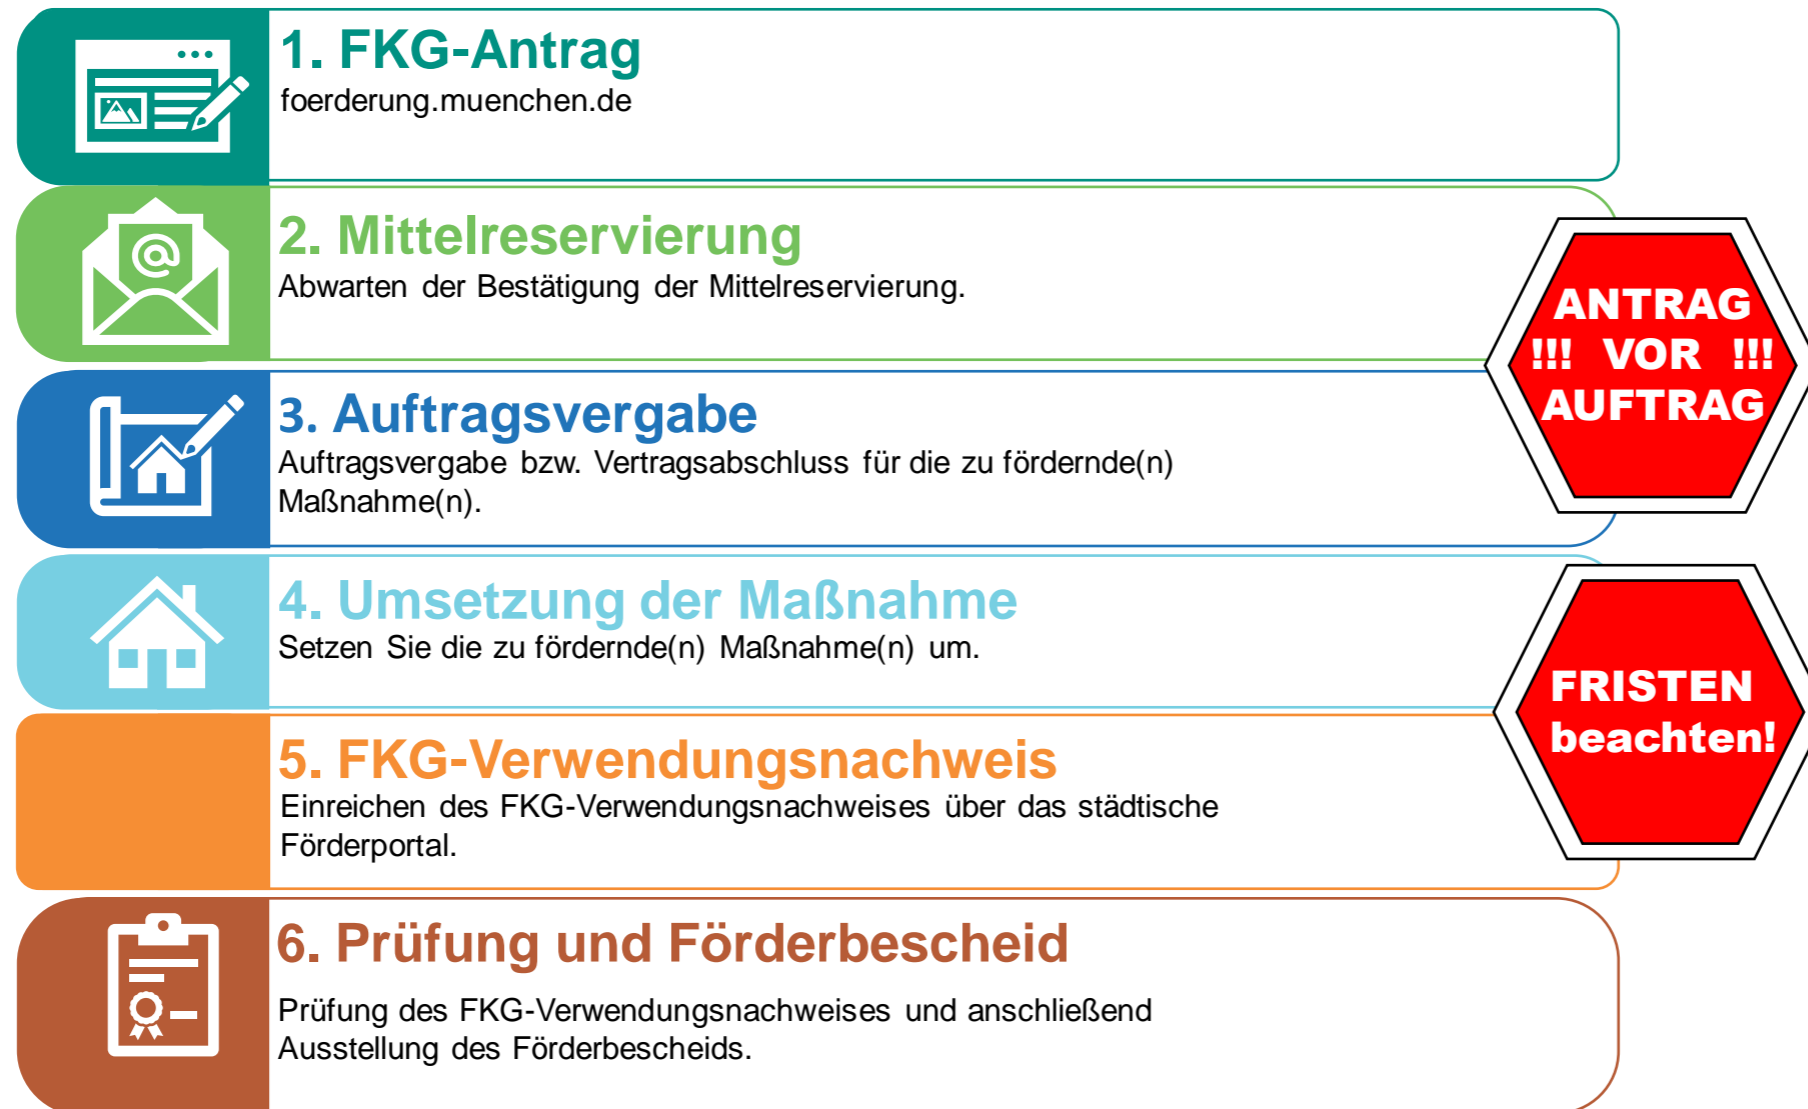 1. FKG-Antrag
foerderung.muenchen.de
2. Mittelreservierung
Abwarten der Bestätigung der Mittelreservierung.
ANTRAG
!!! VOR !!!
AUFTRAG
3. Auftragsvergabe
Auftragsvergabe bzw. Vertragsabschluss für die zu fördernde(n)
Maßnahme(n).
4. Umsetzung der Maßnahme
Setzen Sie die zu fördernde(n) Maßnahme(n) um.
FRISTEN
beachten!
5. FKG-Verwendungsnachweis
Einreichen des FKG-Verwendungsnachweises über das städtische
Förderportal.
6. Prüfung und Förderbescheid
Prüfung des FKG-Verwendungsnachweises und anschließend
Ausstellung des Förderbescheids.